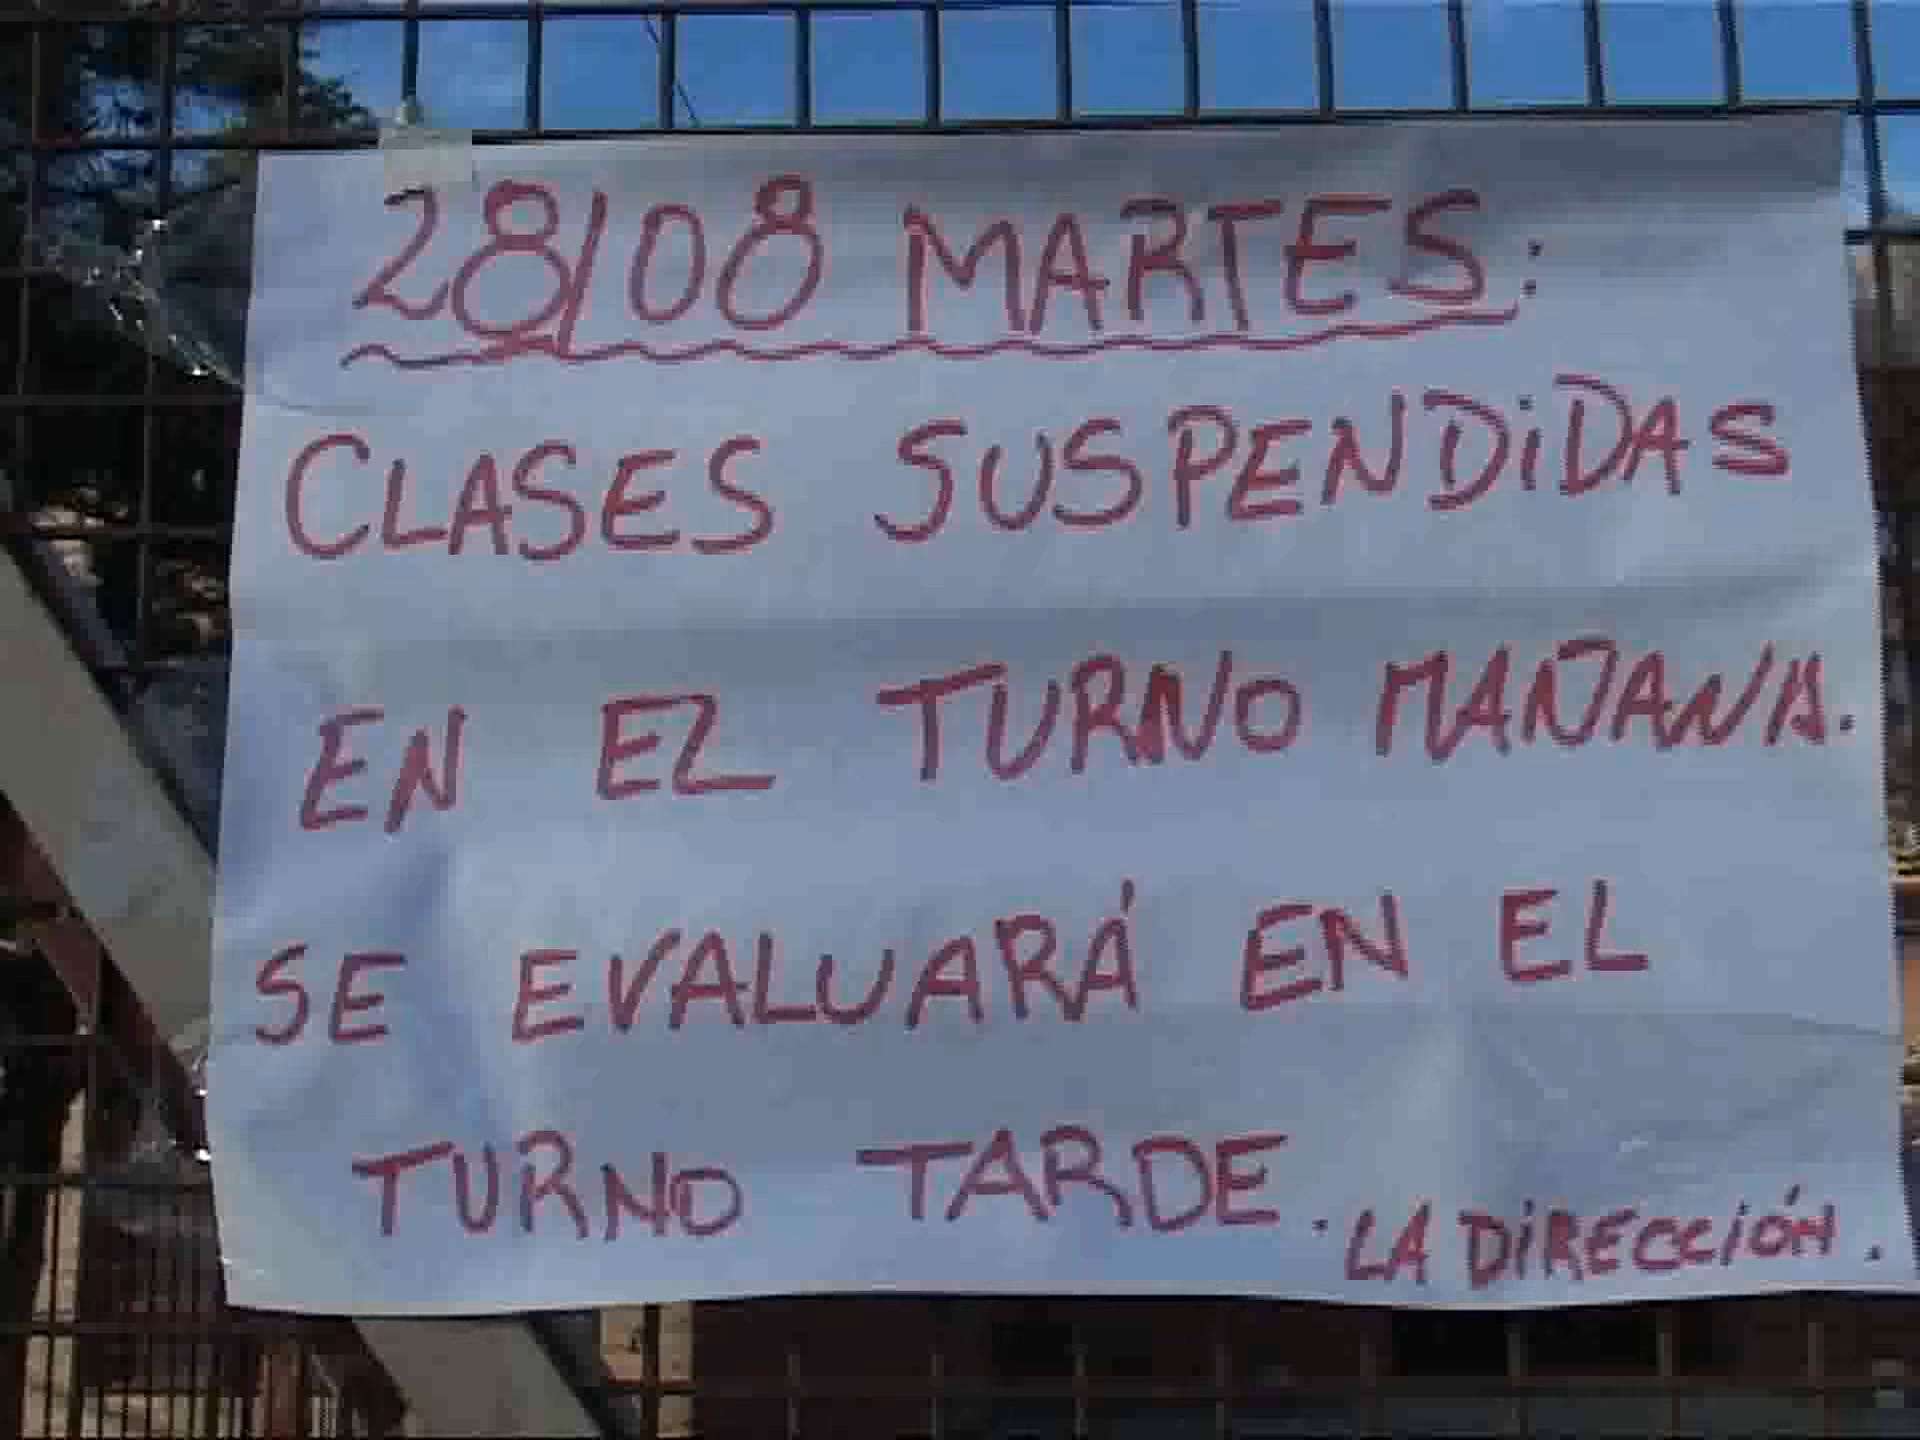 28/08 MARTES:
CLASES SUSPENDIDAS
EN EL TURNO MAÑANA.
SE EVALUARÁ EN EL
TURNO TARDE.
LA DIRECCIÓN.